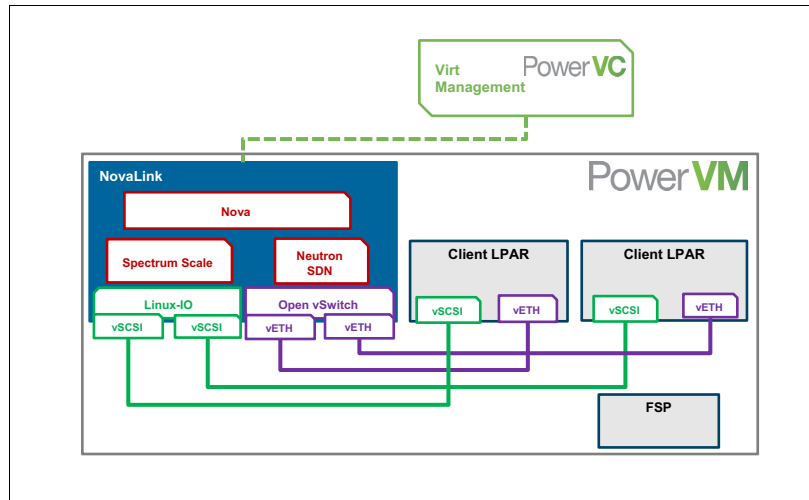 Virt
Management
PowerVC
NovaLink
PowerVM
Nova
Spectrum Scale
Neutron
SDN
Client LPAR
Client LPAR
Linux-IO
Open vSwitch
vSCSI
vSCSI
vETH
vETH
vSCSI
vETH
vSCSI
vETH
FSP